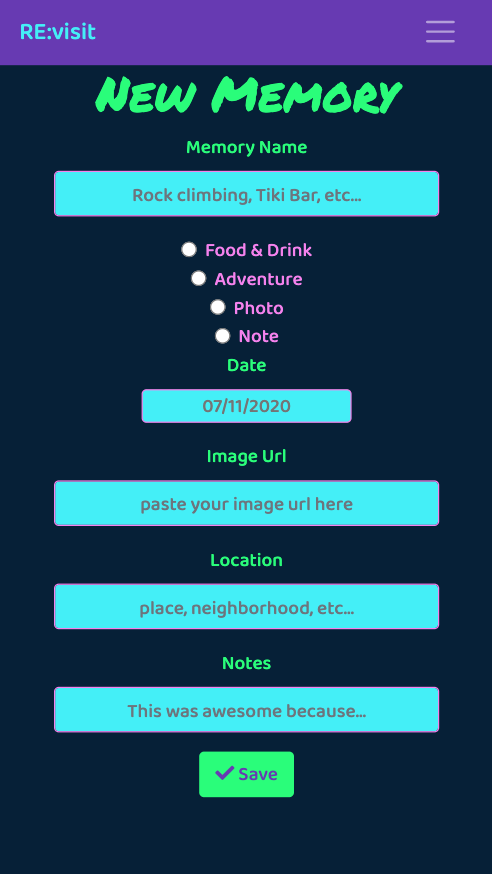 RE:visit
New Memory
Memory Name
Rock climbing, Tiki Bar, etc...
Food & Drink
Adventure
Photo
Note
Date
07/11/2020
Image Url
paste your image url here
Location
place, neighborhood, etc...
Notes
This was awesome because...
Save